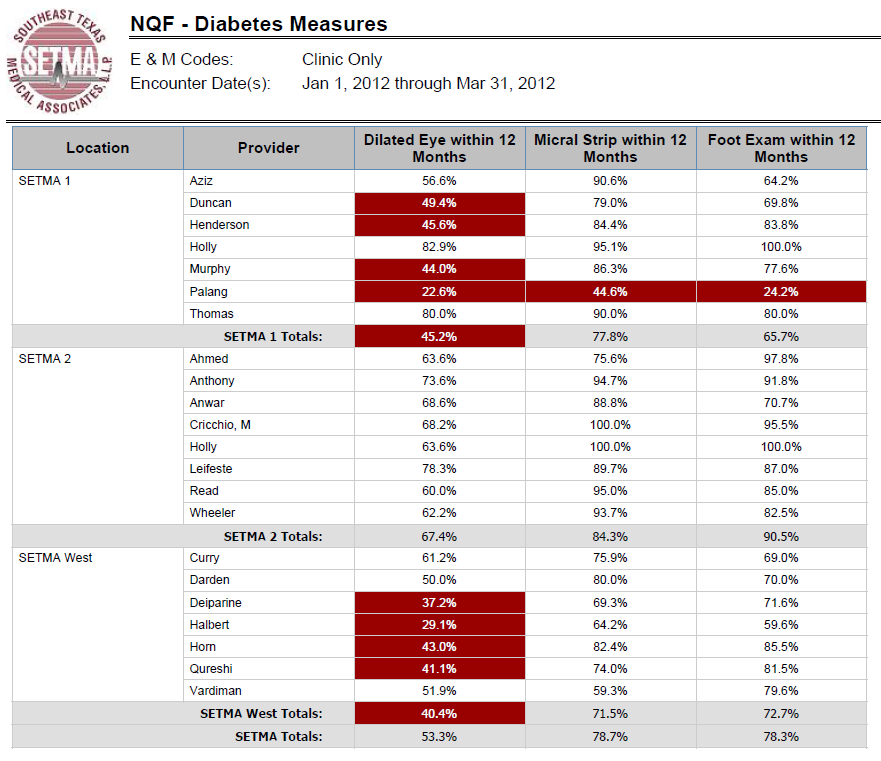 SOUTHEAST TEXAS
SETMA
MEDICAL ASSOCIATES, L.L.P.
NQF - Diabetes Measures
E & M Codes: Clinic Only
Encounter Date(s): Jan 1, 2012 through Mar 31, 2012
Location Provider Dilated Eye within 12 Months Micral Strip within 12 Months Foot Exam within 12 Months
SETMA 1 Aziz 56.6% 90.6% 64.2%
Duncan 49.4% 79.0% 69.8%
Henderson 45.6% 84.4% 83.8%
Holly 82.9% 95.1% 100.0%
Murphy 44.0% 86.3% 77.6%
Palang 22.6% 44.6% 24.2%
Thomas 80.0% 90.0% 80.0%
SETMA 1 Totals: 45.2% 77.8% 65.7%
SETMA 2 Ahmed 63.6% 75.6% 97.8%
Anthony 73.6% 94.7% 91.8%
Anwar 68.6% 88.8% 70.7%
Cricchio, M 68.2% 100.0% 95.5%
Holly 63.6% 100.0% 100.0%
Leifeste 78.3% 89.7% 87.0%
Read 60.0% 95.0% 85.0%
Wheeler 62.2% 93.7% 82.5%
SETMA 2 Totals: 67.4% 84.3% 90.5%
SETMA West Curry 61.2% 75.9% 69.0%
Darden 50.0% 80.0% 70.0%
Deiparine 37.2% 69.3% 71.6%
Halbert 29.1% 64.2% 59.6%
Horn 43.0% 82.4% 85.5%
Qureshi 41.1% 74.0% 81.5%
Vardiman 51.9% 59.3% 79.6%
SETMA West Totals: 40.4% 71.5% 72.7%
SETMA Totals: 53.3% 78.7% 78.3%